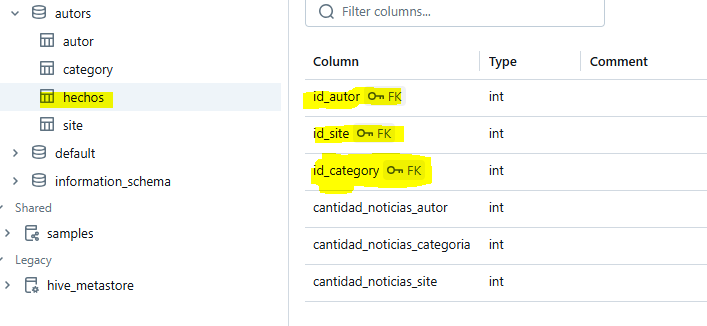 autors
autor
category
hechos
site
default
information_schema
Shared
samples
Legacy
hive_metastore
Filter columns...
Column Type Comment
id_autor FK int
id_site FK int
id_category FK int
cantidad_noticias_autor int
cantidad_noticias_categoria int
cantidad_noticias_site int